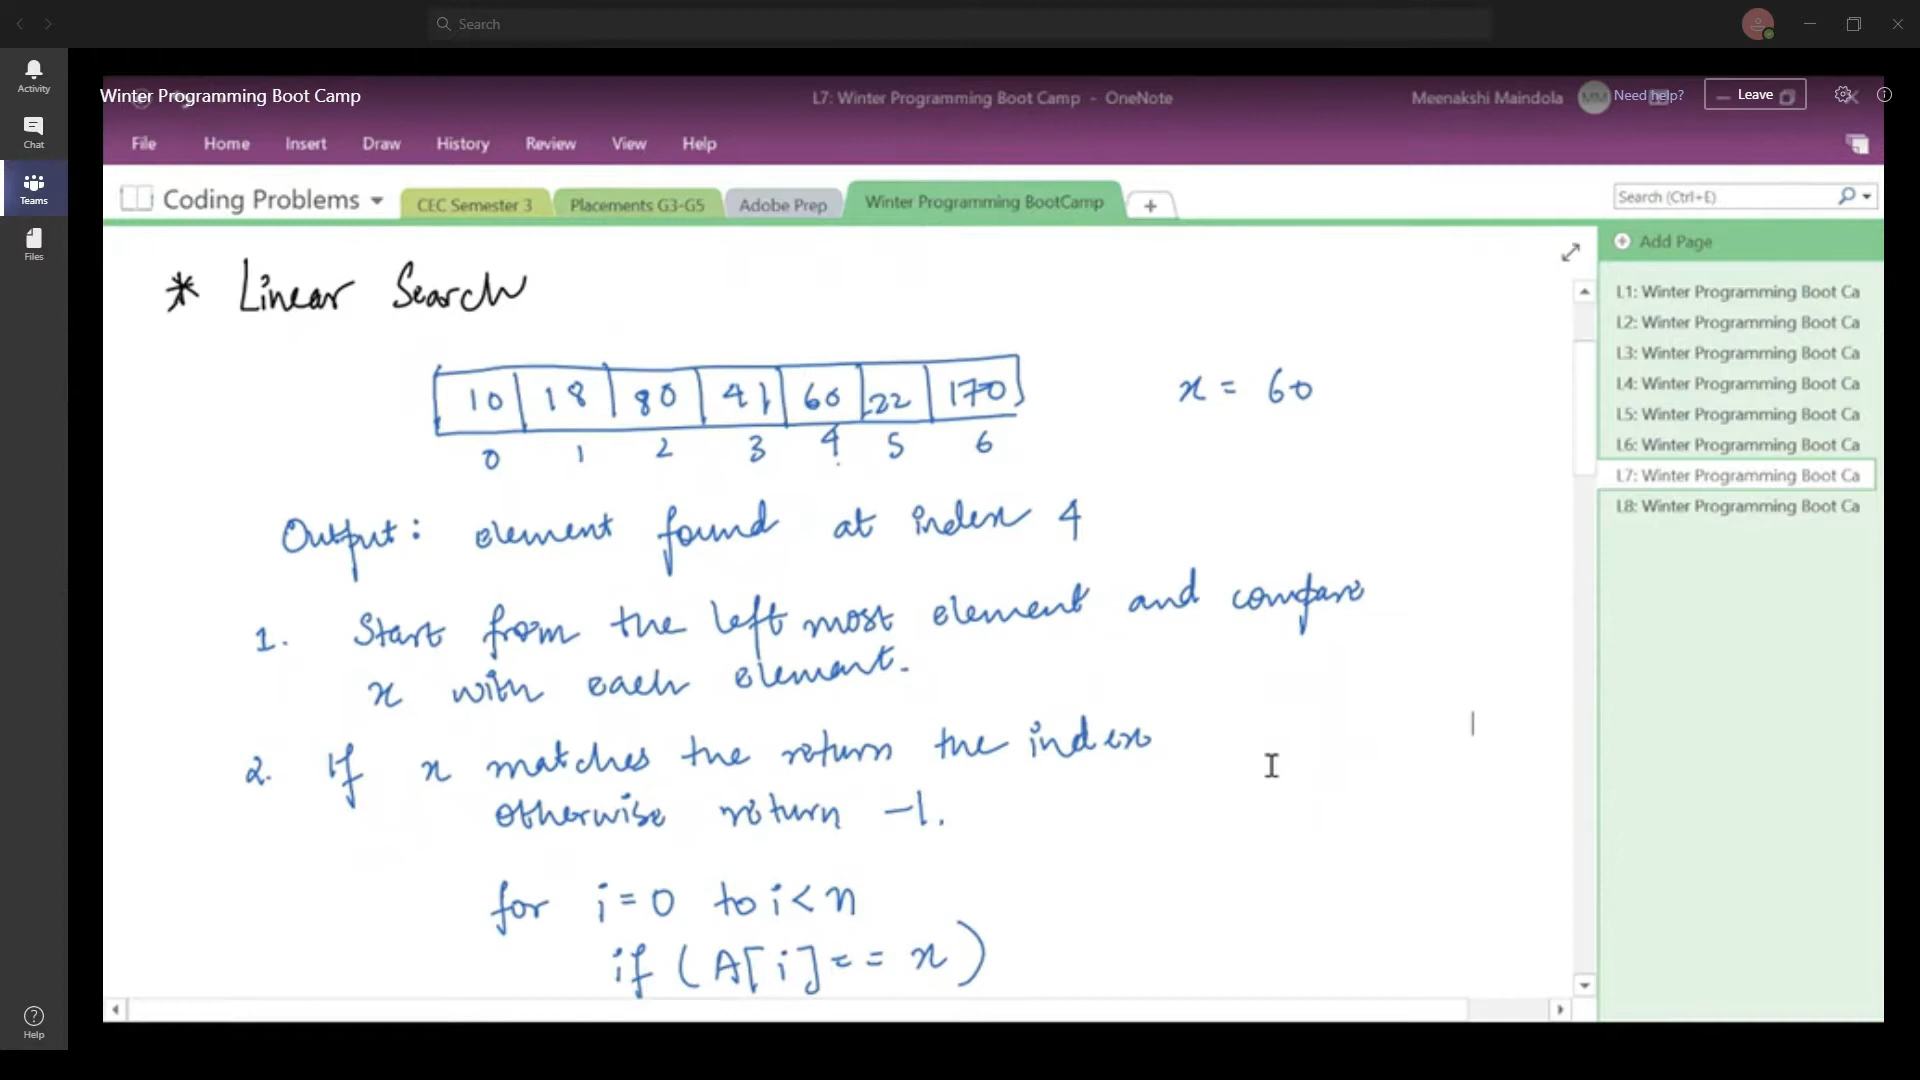 Search
Activity
Chat
Teams
Files
Help
Winter Programming Boot Camp
L7: Winter Programming Boot Camp - OneNote
Meenakshi Maindola
MM
Need help?
Leave
File Home Insert Draw History Review View Help
Coding Problems
CEC Semester 3
Placements G3-G5
Adobe Prep
Winter Programming BootCamp
+
Search (Ctrl+E)
Add Page
L1: Winter Programming Boot Ca
L2: Winter Programming Boot Ca
L3: Winter Programming Boot Ca
L4: Winter Programming Boot Ca
L5: Winter Programming Boot Ca
L6: Winter Programming Boot Ca
L7: Winter Programming Boot Ca
L8: Winter Programming Boot Ca
* Linear Search
10 18 80 41 60 22 170
x = 60
0 1 2 3 4 5 6
Output: element found at index 4
1. Start from the left most element and compare
x with each element.
2. If x matches the return the index
otherwise return -1.
for i=0 to i<n
if (A[i]== x)